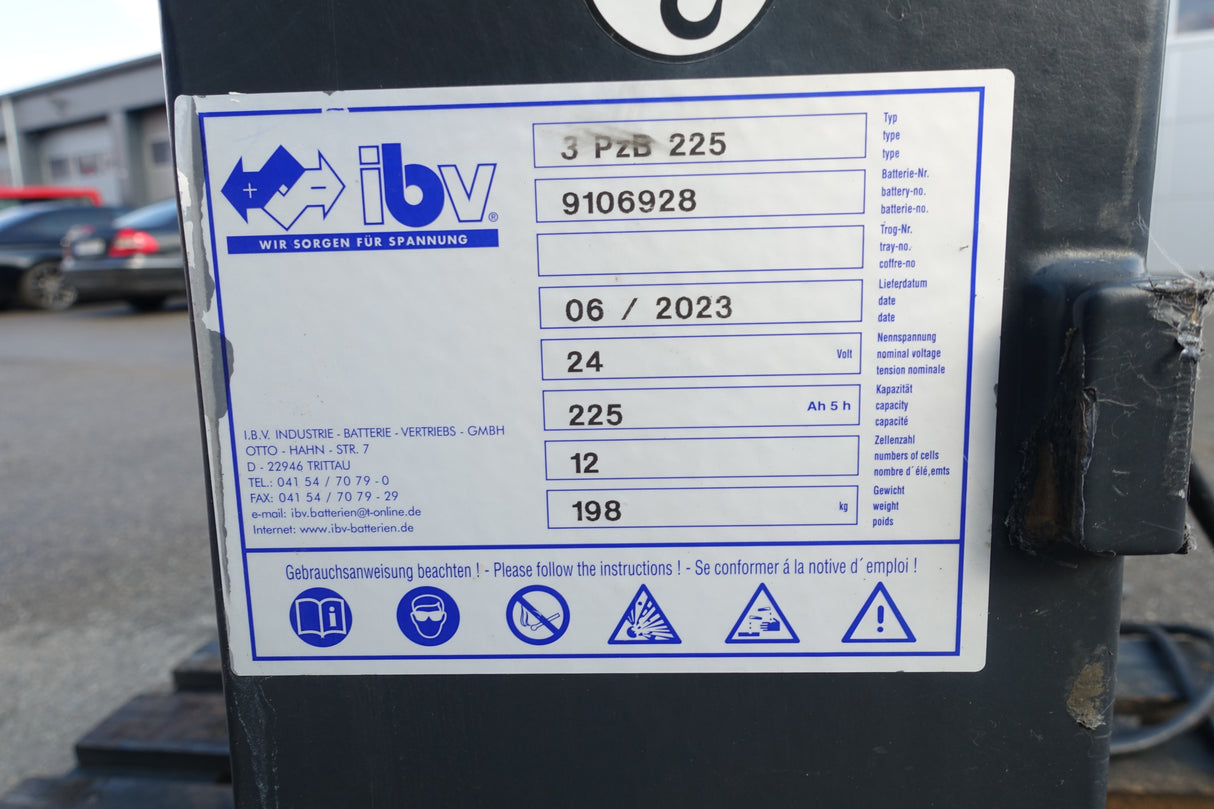 ibv®
WIR SORGEN FÜR SPANNUNG
3 PzB 225
Typ
type
type
9106928
Batterie-Nr.
battery-no.
batterie-no.
Trog-Nr.
tray-no.
coffre-no
06 / 2023
Lieferdatum
date
date
24 Volt
Nennspannung
nominal voltage
tension nominale
225 Ah 5 h
Kapazität
capacity
capacité
12
Zellenzahl
numbers of cells
nombre d´élé,emts
198 kg
Gewicht
weight
poids
I.B.V. INDUSTRIE - BATTERIE - VERTRIEBS - GMBH
OTTO - HAHN - STR. 7
D - 22946 TRITTAU
TEL.: 041 54 / 70 79 - 0
FAX: 041 54 / 70 79 - 29
e-mail: ibv.batterien@t-online.de
Internet: www.ibv-batterien.de
Gebrauchsanweisung beachten ! - Please follow the instructions ! - Se conformer á la notive d´emploi !